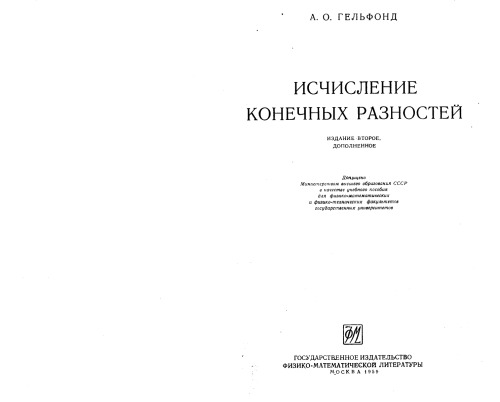 А. О. ГЕЛЬФОНД
ИСЧИСЛЕНИЕ
КОНЕЧНЫХ РАЗНОСТЕЙ
ИЗДАНИЕ ВТОРОЕ,
ДОПОЛНЕННОЕ
Допущено
Министерством высшего образования СССР
в качестве учебного пособия
для физико-математических
и физико-технических факультетов
государственных университетов
ФМ
ГОСУДАРСТВЕННОЕ ИЗДАТЕЛЬСТВО
ФИЗИКО-МАТЕМАТИЧЕСКОЙ ЛИТЕРАТУРЫ
МОСКВА 1959